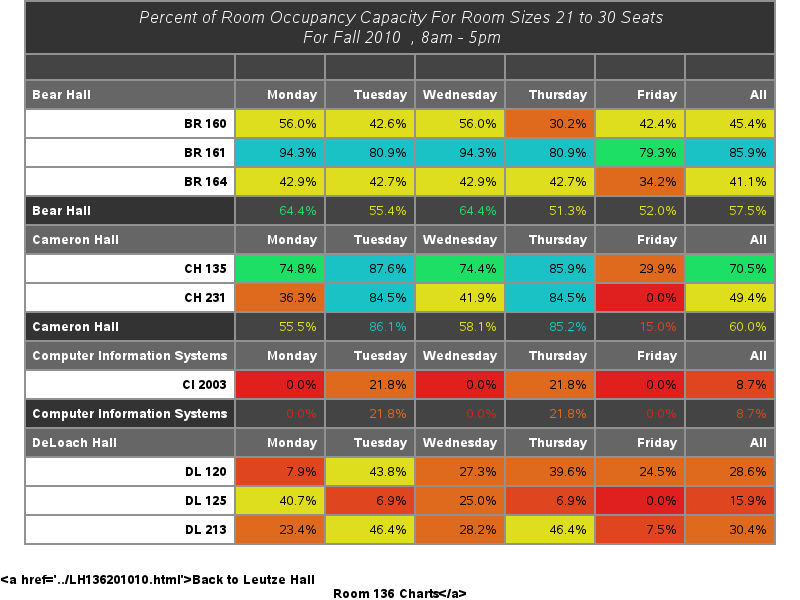 Percent of Room Occupancy Capacity For Room Sizes 21 to 30 Seats
For Fall 2010 , 8am - 5pm
Bear Hall Monday Tuesday Wednesday Thursday Friday All
BR 160 56.0% 42.6% 56.0% 30.2% 42.4% 45.4%
BR 161 94.3% 80.9% 94.3% 80.9% 79.3% 85.9%
BR 164 42.9% 42.7% 42.9% 42.7% 34.2% 41.1%
Bear Hall 64.4% 55.4% 64.4% 51.3% 52.0% 57.5%
Cameron Hall Monday Tuesday Wednesday Thursday Friday All
CH 135 74.8% 87.6% 74.4% 85.9% 29.9% 70.5%
CH 231 36.3% 84.5% 41.9% 84.5% 0.0% 49.4%
Cameron Hall 55.5% 86.1% 58.1% 85.2% 15.0% 60.0%
Computer Information Systems Monday Tuesday Wednesday Thursday Friday All
CI 2003 0.0% 21.8% 0.0% 21.8% 0.0% 8.7%
Computer Information Systems 0.0% 21.8% 0.0% 21.8% 0.0% 8.7%
DeLoach Hall Monday Tuesday Wednesday Thursday Friday All
DL 120 7.9% 43.8% 27.3% 39.6% 24.5% 28.6%
DL 125 40.7% 6.9% 25.0% 6.9% 0.0% 15.9%
DL 213 23.4% 46.4% 28.2% 46.4% 7.5% 30.4%
<a href='../LH136201010.html'>Back to Leutze Hall
Room 136 Charts</a>